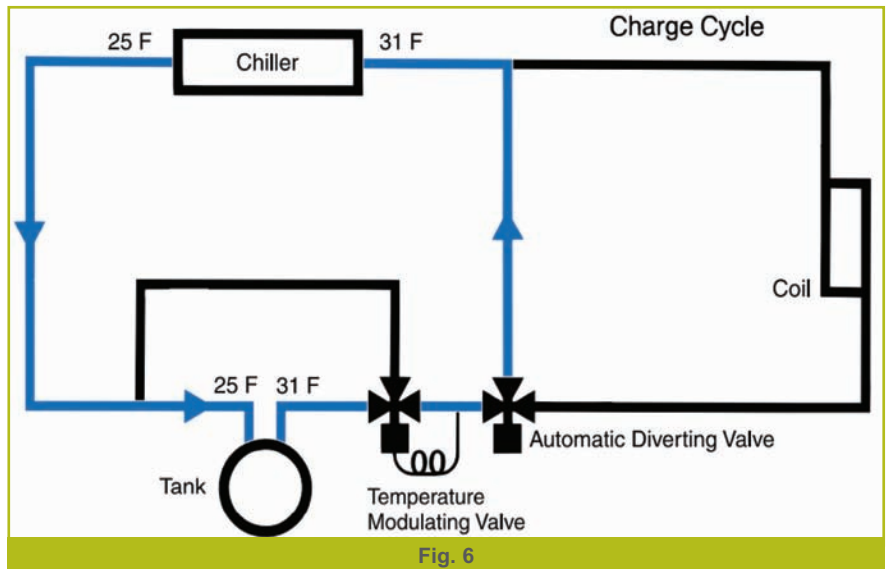 Charge Cycle
25 F
Chiller
31 F
Coil
25 F
31 F
Automatic Diverting Valve
Tank
Temperature
Modulating Valve
Fig. 6